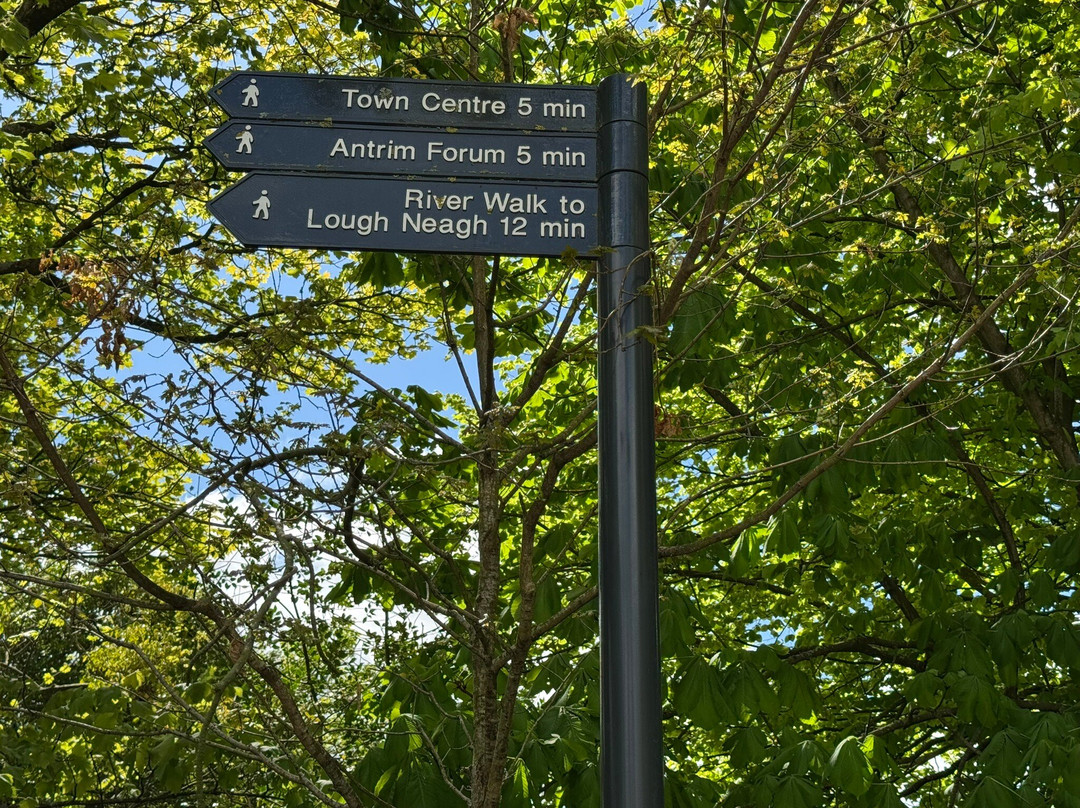 Town Centre 5 min
Antrim Forum 5 min
River Walk to
Lough Neagh 12 min